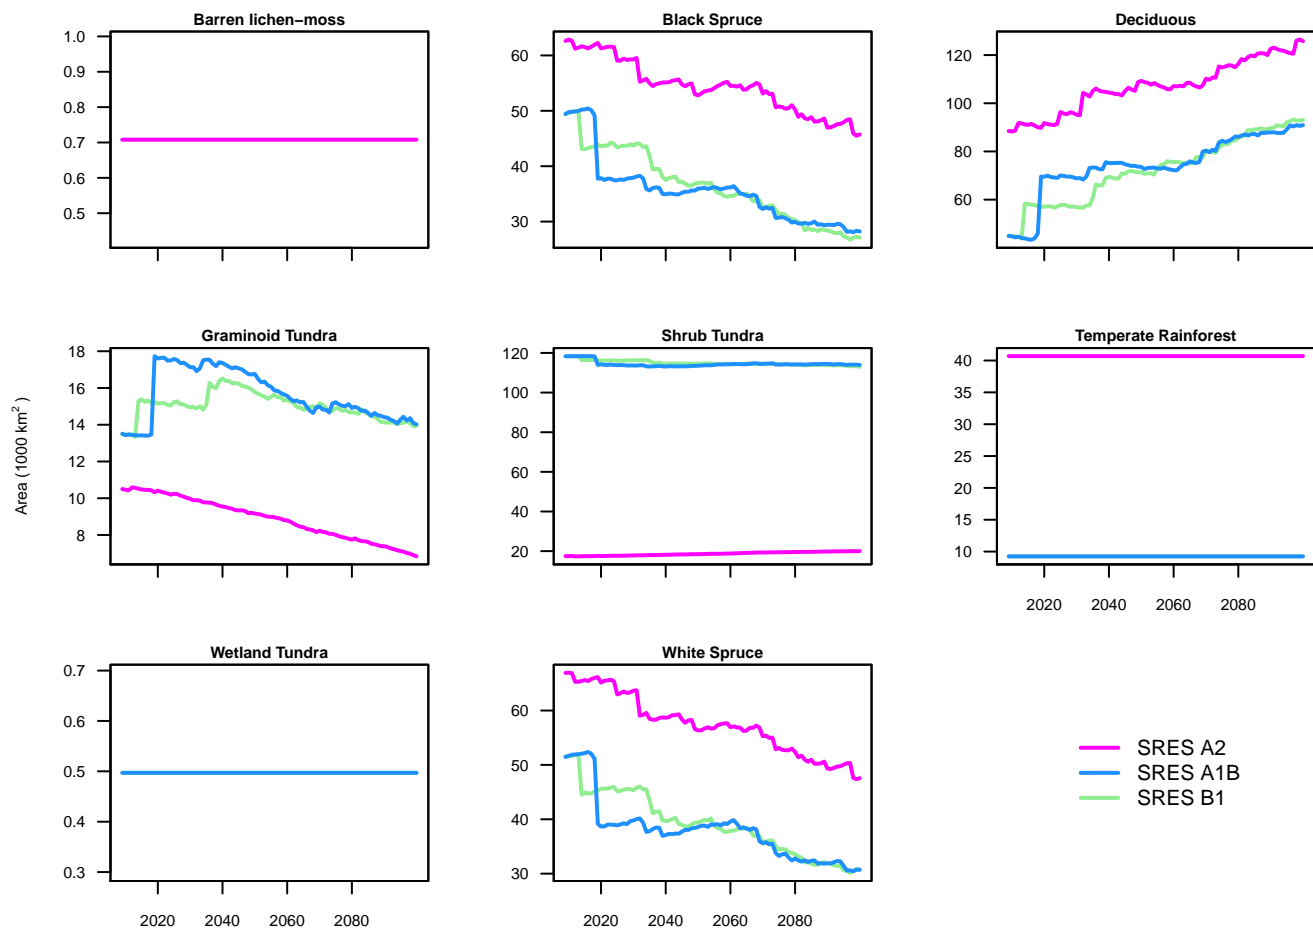 Barren lichen−moss
1.0
0.9
0.8
0.7
0.6
0.5
Black Spruce
60
50
40
30
Deciduous
120
100
80
60
Area (1000 km²)
Graminoid Tundra
18
16
14
12
10
8
Shrub Tundra
120
100
80
60
40
20
Temperate Rainforest
40
35
30
25
20
15
10
2020 2040 2060 2080
Wetland Tundra
0.7
0.6
0.5
0.4
0.3
2020 2040 2060 2080
White Spruce
60
50
40
30
2020 2040 2060 2080
SRES A2
SRES A1B
SRES B1